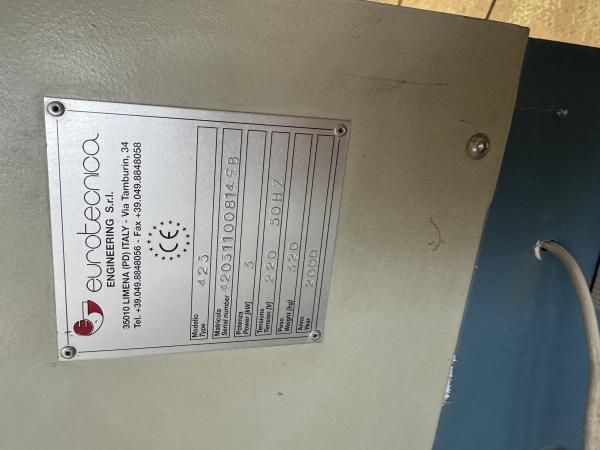 eurotecnica
ENGINEERING S.r.l.
35010 LIMENA (PD) ITALY - Via Tamburin, 34
Tel. +39.049.8848056 - Fax +39.049.8848058
CE
Modello
Type
423
Matricola
Serial number
Potenza
Power [kW]
3
Tensione
Tension [V]
220 50HZ
Peso
Weight [kg]
320
Anno
Year
2000